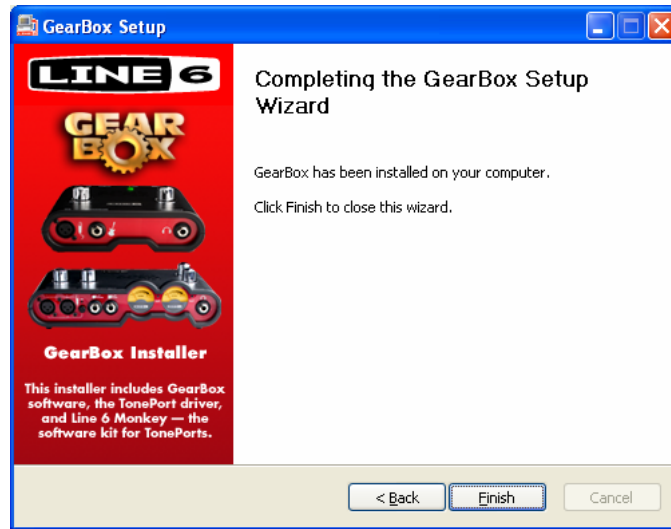 GearBox Setup
LINE 6
GEAR
BOX
GearBox Installer
This installer includes GearBox
software, the TonePort driver,
and Line 6 Monkey — the
software kit for TonePorts.
Completing the GearBox Setup
Wizard
GearBox has been installed on your computer.
Click Finish to close this wizard.
< Back
Finish
Cancel